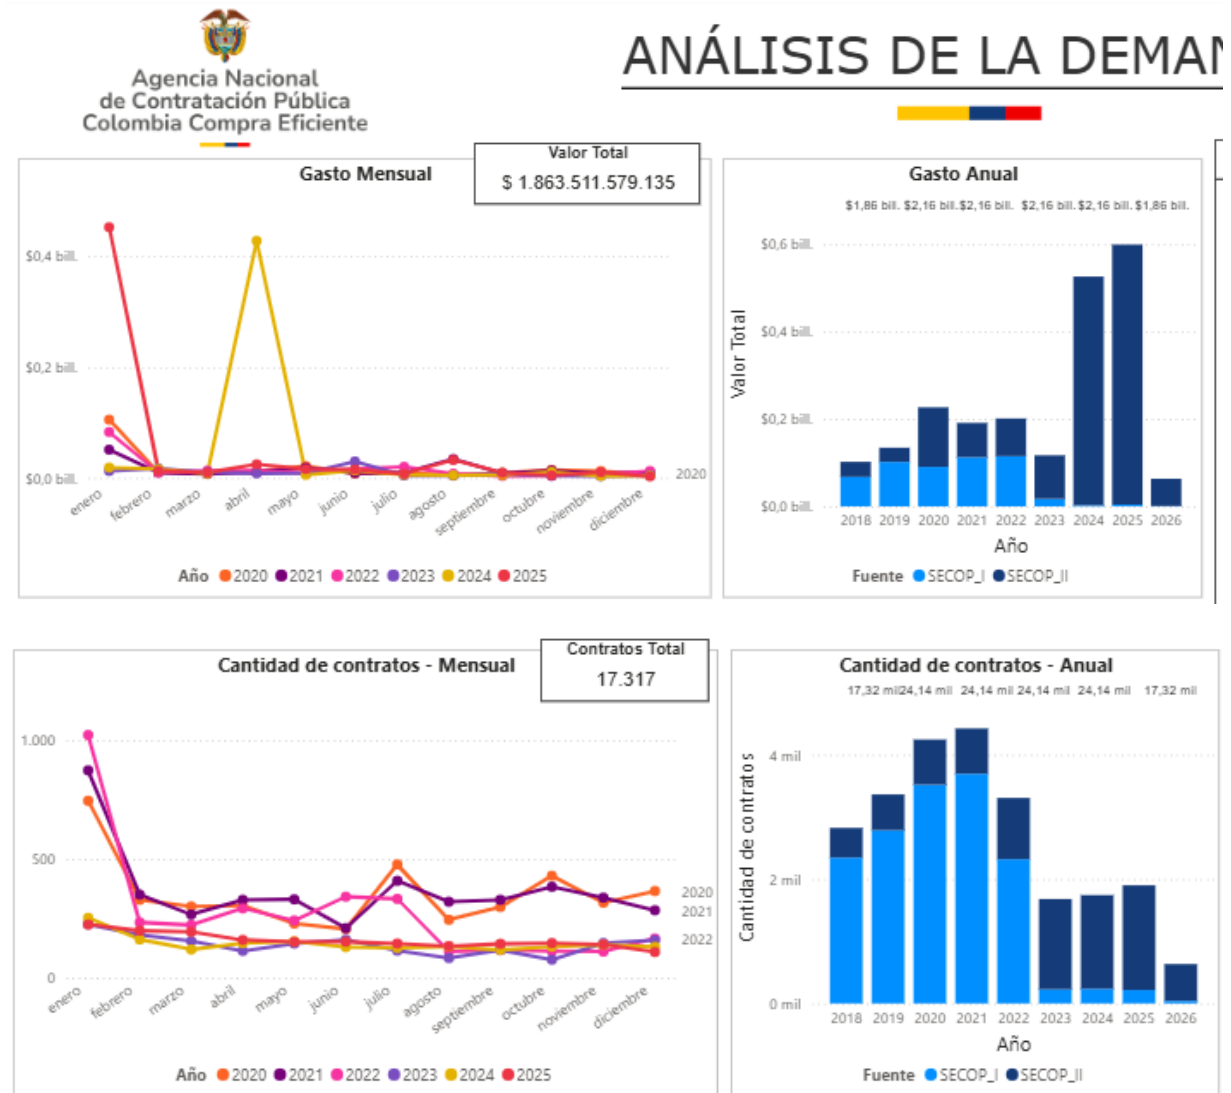 Agencia Nacional
de Contratación Pública
Colombia Compra Eficiente
ANÁLISIS DE LA DEMAN
Gasto Mensual
Valor Total
$ 1.863.511.579.135
$0,4 bill.
$0,2 bill.
$0,0 bill.
2020
enero
febrero
marzo
abril
mayo
junio
julio
agosto
septiembre
octubre
noviembre
diciembre
Año 2020 2021 2022 2023 2024 2025
Gasto Anual
$1,86 bill. $2,16 bill. $2,16 bill. $2,16 bill. $2,16 bill. $1,86 bill.
Valor Total
$0,6 bill.
$0,4 bill.
$0,2 bill.
$0,0 bill.
2018 2019 2020 2021 2022 2023 2024 2025 2026
Año
Fuente SECOP_I SECOP_II
Cantidad de contratos - Mensual
Contratos Total
17.317
1.000
500
0
2020
2021
2022
enero
febrero
marzo
abril
mayo
junio
julio
agosto
septiembre
octubre
noviembre
diciembre
Año 2020 2021 2022 2023 2024 2025
Cantidad de contratos - Anual
17,32 mil 24,14 mil 24,14 mil 24,14 mil 24,14 mil 17,32 mil
Cantidad de contratos
4 mil
2 mil
0 mil
2018 2019 2020 2021 2022 2023 2024 2025 2026
Año
Fuente SECOP_I SECOP_II